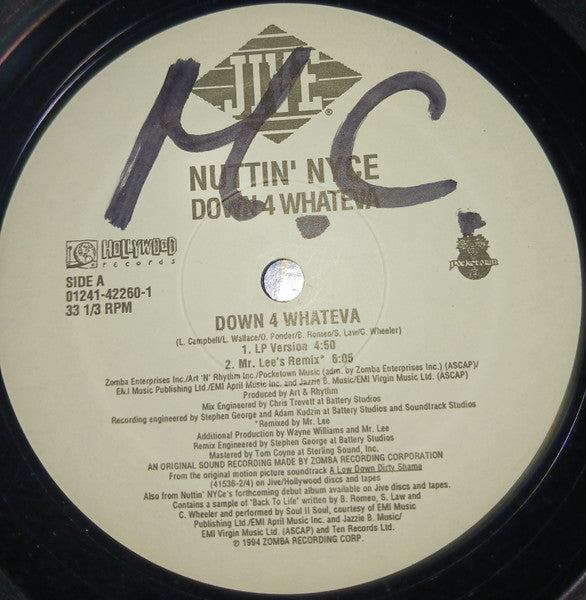 JIVE
®
M.C.
NUTTIN' NYCE
DOWN 4 WHATEVA
HOLLYWOOD
records
pocketown
SIDE A
01241-42260-1
33 1/3 RPM
DOWN 4 WHATEVA
(L. Campbell/L. Wallace/O. Ponder/B. Romeo/S. Law/C. Wheeler)
1. LP Version 4:50
2. Mr. Lee's Remix* 6:05
Zomba Enterprises Inc./Art 'N' Rhythm Inc./Pocketown Music (adm. by Zomba Enterprises Inc.) (ASCAP)/
EMI Music Publishing Ltd./EMI April Music Inc. and Jazzie B. Music/EMI Virgin Music Ltd. (ASCAP)
Produced by Art & Rhythm
Mix Engineered by Chris Trevett at Battery Studios
Recording engineered by Stephen George and Adam Kudzin at Battery Studios and Soundtrack Studios
*Remixed by Mr. Lee
Additional Production by Wayne Williams and Mr. Lee
Remix Engineered by Stephen George at Battery Studios
Mastered by Tom Coyne at Sterling Sound, Inc.
AN ORIGINAL SOUND RECORDING MADE BY ZOMBA RECORDING CORPORATION
From the original motion picture soundtrack A Low Down Dirty Shame
(41536-2/4) on Jive/Hollywood discs and tapes
Also from Nuttin' NYCe's forthcoming debut album available on Jive discs and tapes.
Contains a sample of "Back To Life" written by B. Romeo, S. Law and
C. Wheeler and performed by Soul II Soul, courtesy of EMI Music
Publishing Ltd./EMI April Music Inc. and Jazzie B. Music/
EMI Virgin Music Ltd. (ASCAP) and Ten Records Ltd.
℗ 1994 ZOMBA RECORDING CORP.